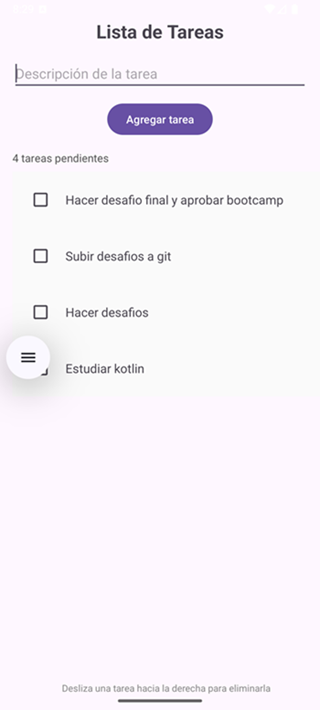 Lista de Tareas
Descripción de la tarea
Agregar tarea
4 tareas pendientes
Hacer desafio final y aprobar bootcamp
Subir desafios a git
Hacer desafios
Estudiar kotlin
Desliza una tarea hacia la derecha para eliminarla